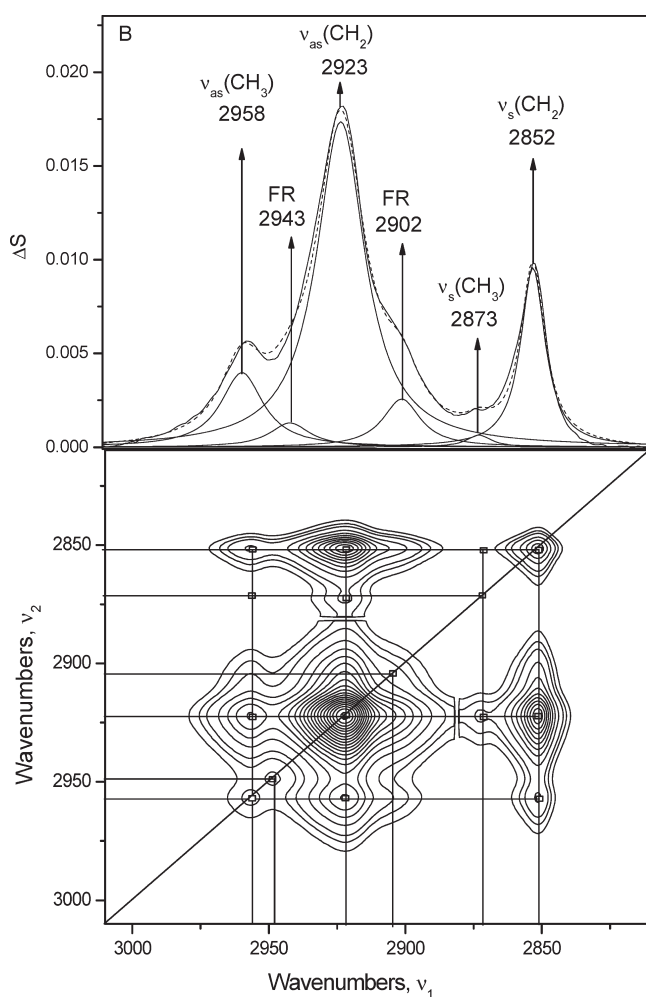 B
ν_as(CH_2)
2923
ν_as(CH_3)
2958
ν_s(CH_2)
2852
FR
2943
FR
2902
ν_s(CH_3)
2873
0.020
0.015
0.010
0.005
0.000
ΔS
2850
2900
2950
3000
Wavenumbers, ν_2
3000 2950 2900 2850
Wavenumbers, ν_1